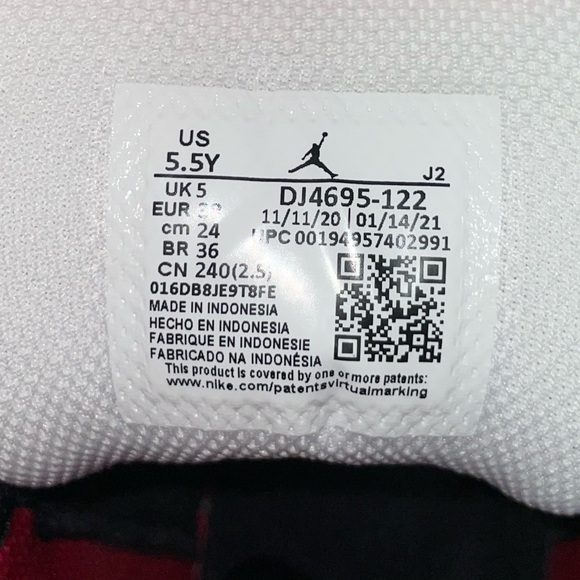 US
5.5Y
J2
UK 5
DJ4695-122
EUR 38
11/11/20 | 01/14/21
cm 24
UPC 00194957402991
BR 36
CN 240(2.5)
016DB8JE9T8FE
MADE IN INDONESIA
HECHO EN INDONESIA
FABRIQUE EN INDONESIE
FABRICADO NA INDONÉSIA
This product is covered by one or more patents:
www.nike.com/patentsvirtualmarking